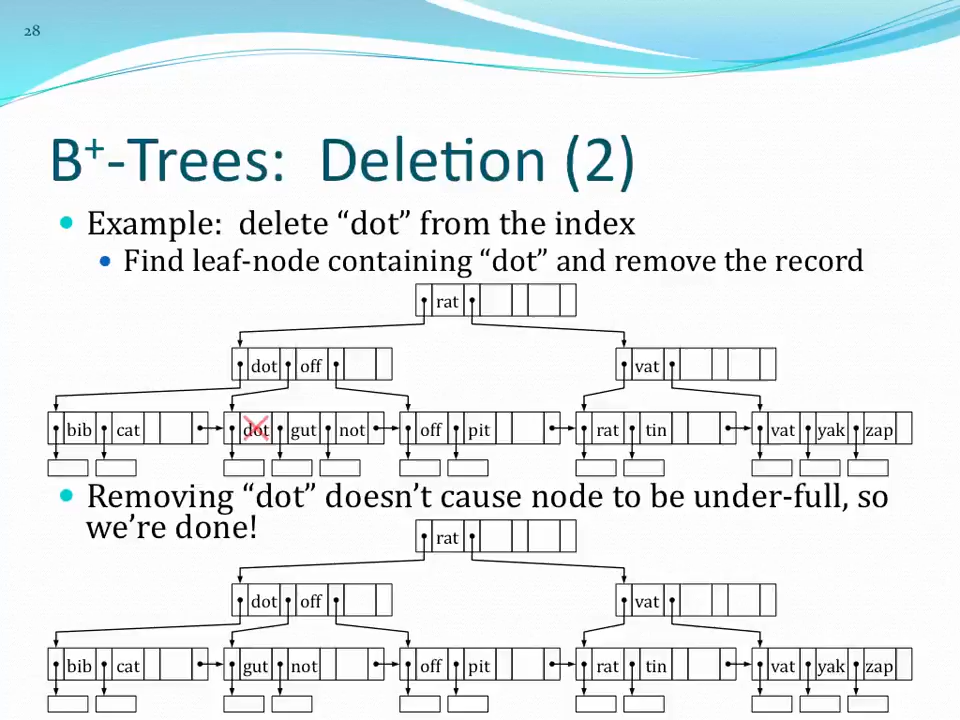 28
B+-Trees: Deletion (2)
Example: delete “dot” from the index
Find leaf-node containing “dot” and remove the record
rat
dot off vat
bib cat dot gut not off pit rat tin vat yak zap
Removing “dot” doesn’t cause node to be under-full, so
we’re done!
rat
dot off vat
bib cat gut not off pit rat tin vat yak zap